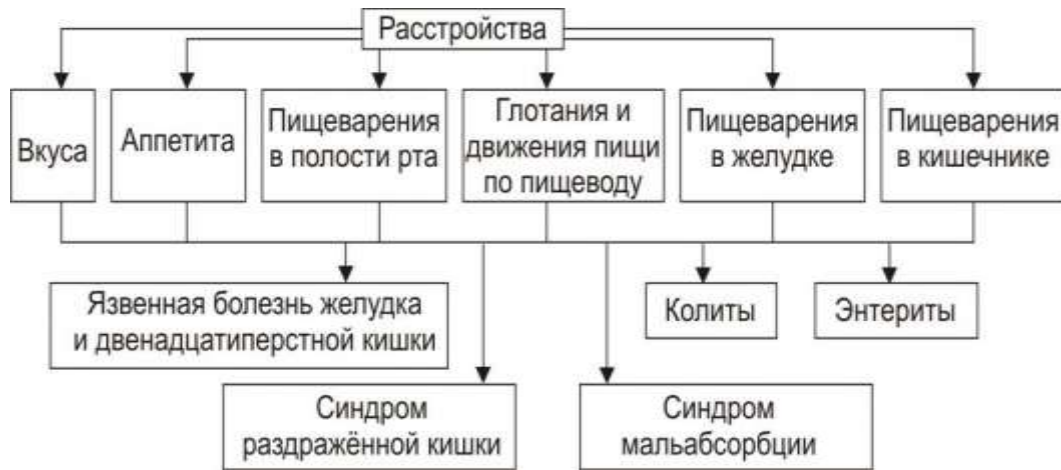 Расстройства
Вкуса
Аппетита
Пищеварения
в полости рта
Глотания и
движения пищи
по пищеводу
Пищеварения
в желудке
Пищеварения
в кишечнике
Язвенная болезнь желудка
и двенадцатиперстной кишки
Колиты
Энтериты
Синдром
раздражённой кишки
Синдром
мальабсорбции